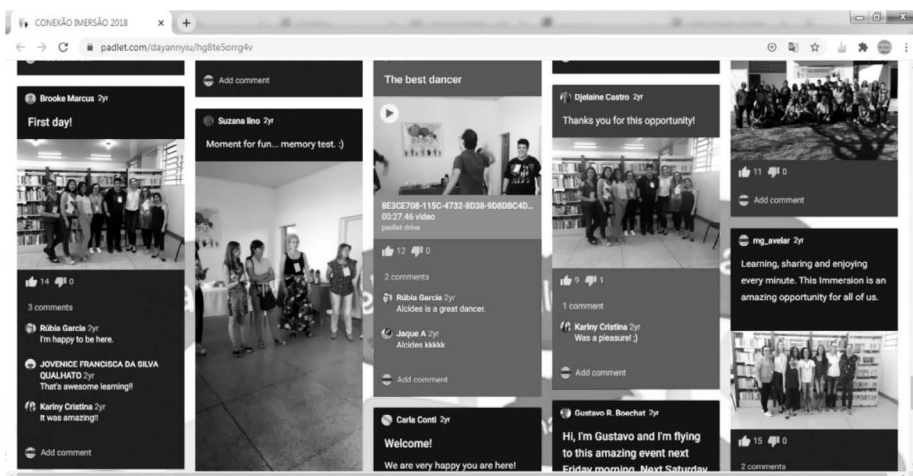 CONEXÃO IMERSÃO 2018
padlet.com/dayannyiu/hg8te5orrg4v
Brooke Marcus 2yr
First day!
14 0
3 comments
Rúbia Garcia 2yr
I'm happy to be here.
JOVENICE FRANCISCA DA SILVA
QUALHATO 2yr
That's awesome learning!!
Kariny Cristina 2yr
It was amazing!!
Add comment
Add comment
Suzana lino 2yr
Moment for fun... memory test. :)
The best dancer
8E3CE708-115C-4732-8D38-9D8DBC4D...
00:27.46 video
padlet drive
12 0
2 comments
Rúbia Garcia 2yr
Alcides is a great dancer.
Jaque A 2yr
Alcides kkkkk
Add comment
Carla Conti 2yr
Welcome!
We are very happy you are here!
Djelaine Castro 2yr
Thanks you for this opportunity!
9 1
1 comment
Kariny Cristina 2yr
Was a pleasure! ;)
Add comment
Gustavo R. Boechat 2yr
Hi, I'm Gustavo and I'm flying
to this amazing event next
Friday morning. Next Saturday
11 0
Add comment
mg_avelar 2yr
Learning, sharing and enjoying
every minute. This Immersion is an
amazing opportunity for all of us.
15 0
2 comments